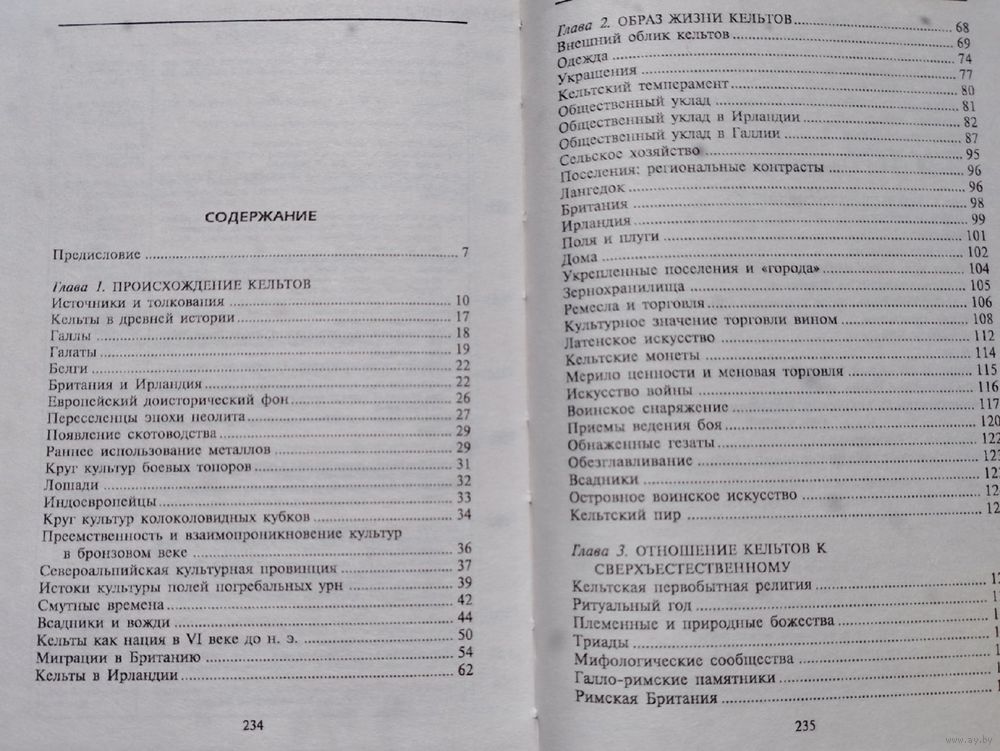 СОДЕРЖАНИЕ
Предисловие 7
Глава 1. ПРОИСХОЖДЕНИЕ КЕЛЬТОВ
Источники и толкования 10
Кельты в древней истории 17
Галлы 18
Галаты 19
Белги 22
Британия и Ирландия 22
Европейский доисторический фон 26
Переселенцы эпохи неолита 27
Появление скотоводства 29
Раннее использование металлов 29
Круг культур боевых топоров 31
Лошади 32
Индоевропейцы 33
Круг культур колоколовидных кубков 34
Преемственность и взаимопроникновение культур
в бронзовом веке 36
Североальпийская культурная провинция 37
Истоки культуры полей погребальных урн 39
Смутные времена 42
Всадники и вожди 44
Кельты как нация в VI веке до н. э. 50
Миграции в Британию 54
Кельты в Ирландии 62
234
Глава 2. ОБРАЗ ЖИЗНИ КЕЛЬТОВ 68
Внешний облик кельтов 69
Одежда 74
Украшения 77
Кельтский темперамент 80
Общественный уклад 81
Общественный уклад в Ирландии 82
Общественный уклад в Галлии 87
Сельское хозяйство 95
Поселения: региональные контрасты 96
Лангедок 96
Британия 98
Ирландия 99
Поля и плуги 101
Дома 102
Укрепленные поселения и «города» 104
Зернохранилища 105
Ремесла и торговля 106
Культурное значение торговли вином 108
Латенское искусство 112
Кельтские монеты 114
Мерило ценности и меновая торговля 115
Искусство войны 116
Воинское снаряжение 117
Приемы ведения боя 120
Обнаженные гезаты 122
Обезглавливание
Всадники
Островное воинское искусство
Кельтский пир
Глава 3. ОТНОШЕНИЕ КЕЛЬТОВ К
СВЕРХЪЕСТЕСТВЕННОМУ
Кельтская первобытная религия
Ритуальный год
Племенные и природные божества
Триады
Мифологические сообщества
Галло-римские памятники
Римская Британия
235
www.ay.by